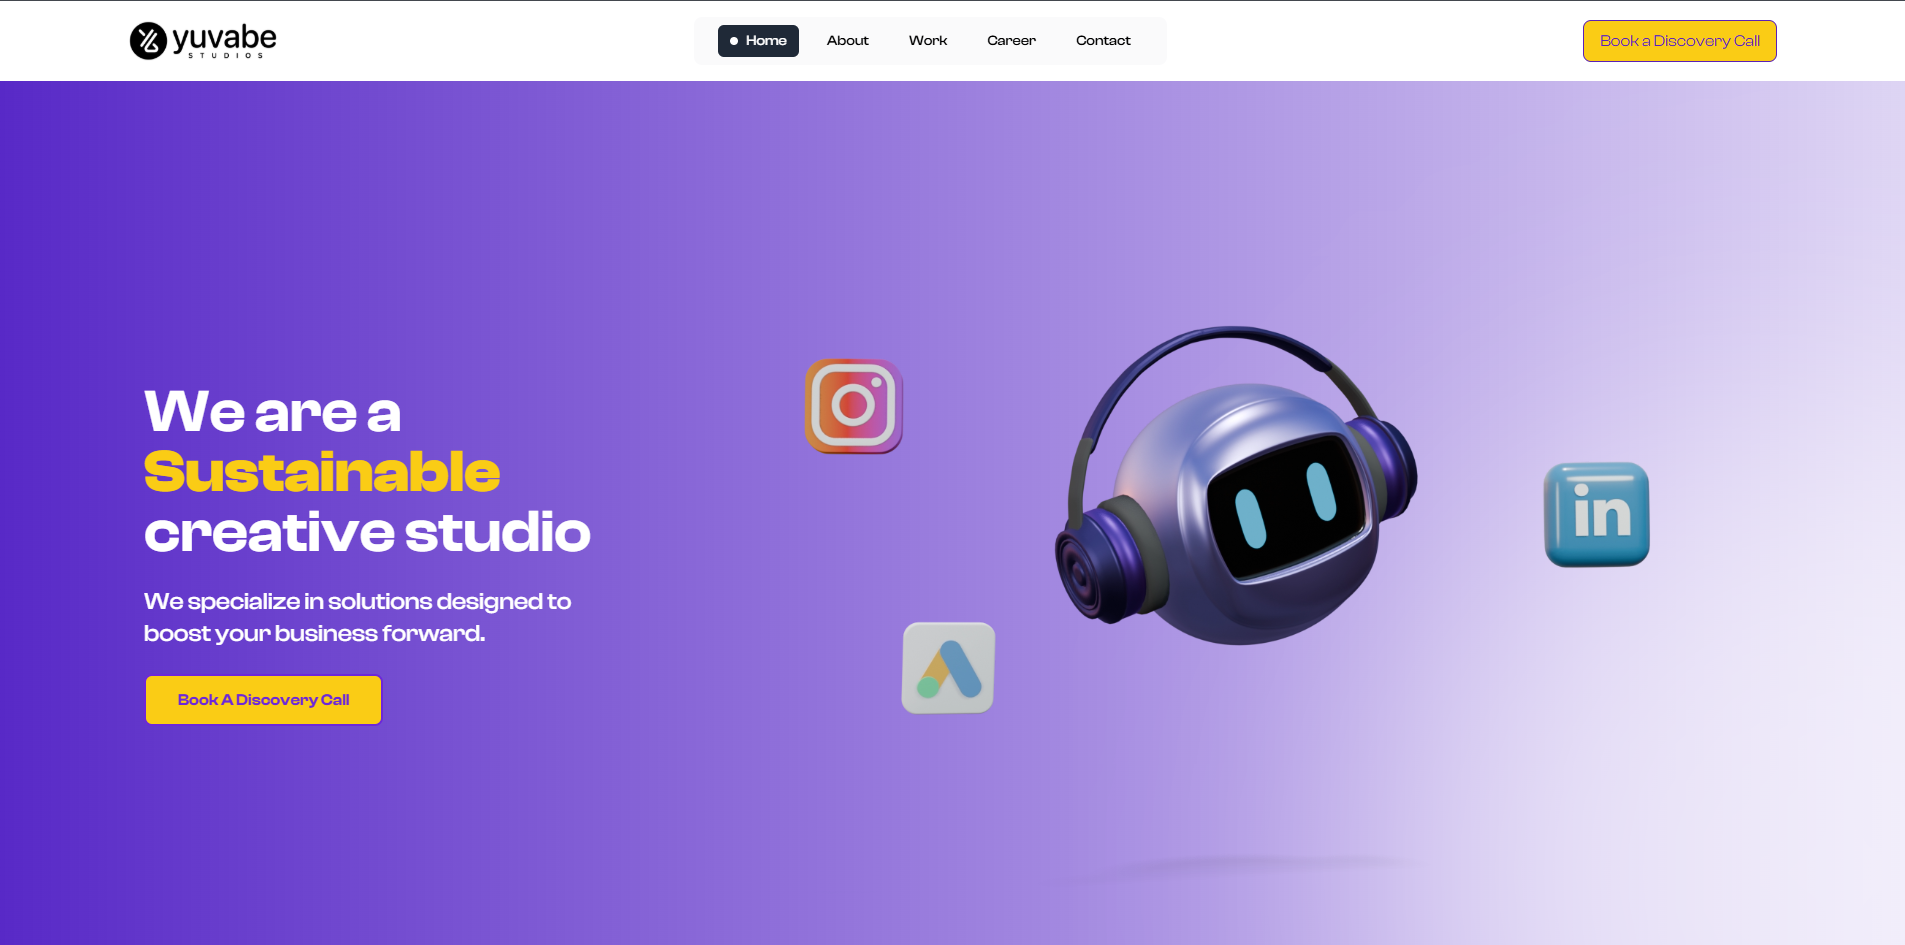 yuvabe
STUDIOS
Home
About
Work
Career
Contact
Book a Discovery Call
We are a
Sustainable
creative studio
We specialize in solutions designed to
boost your business forward.
Book A Discovery Call
in